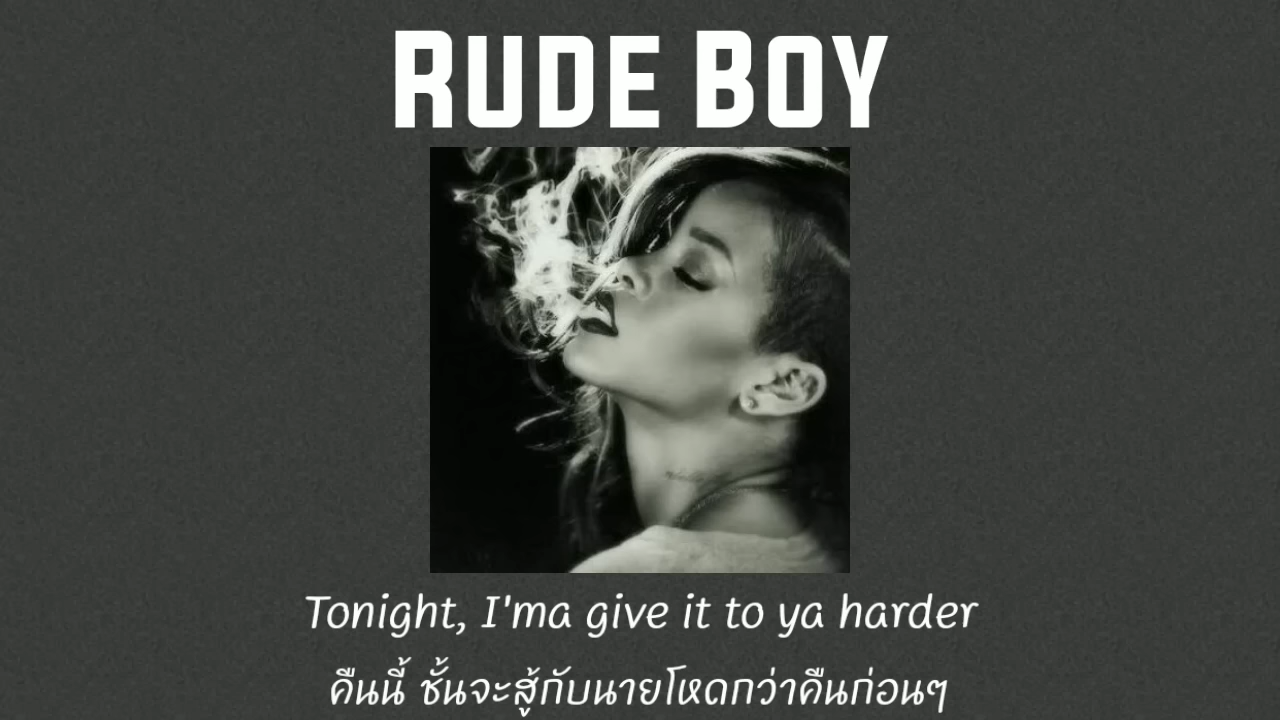 RUDE BOY
Tonight, I'ma give it to ya harder
คืนนี้ ชั้นจะสู้กับนายโหดกว่าคืนก่อนๆ